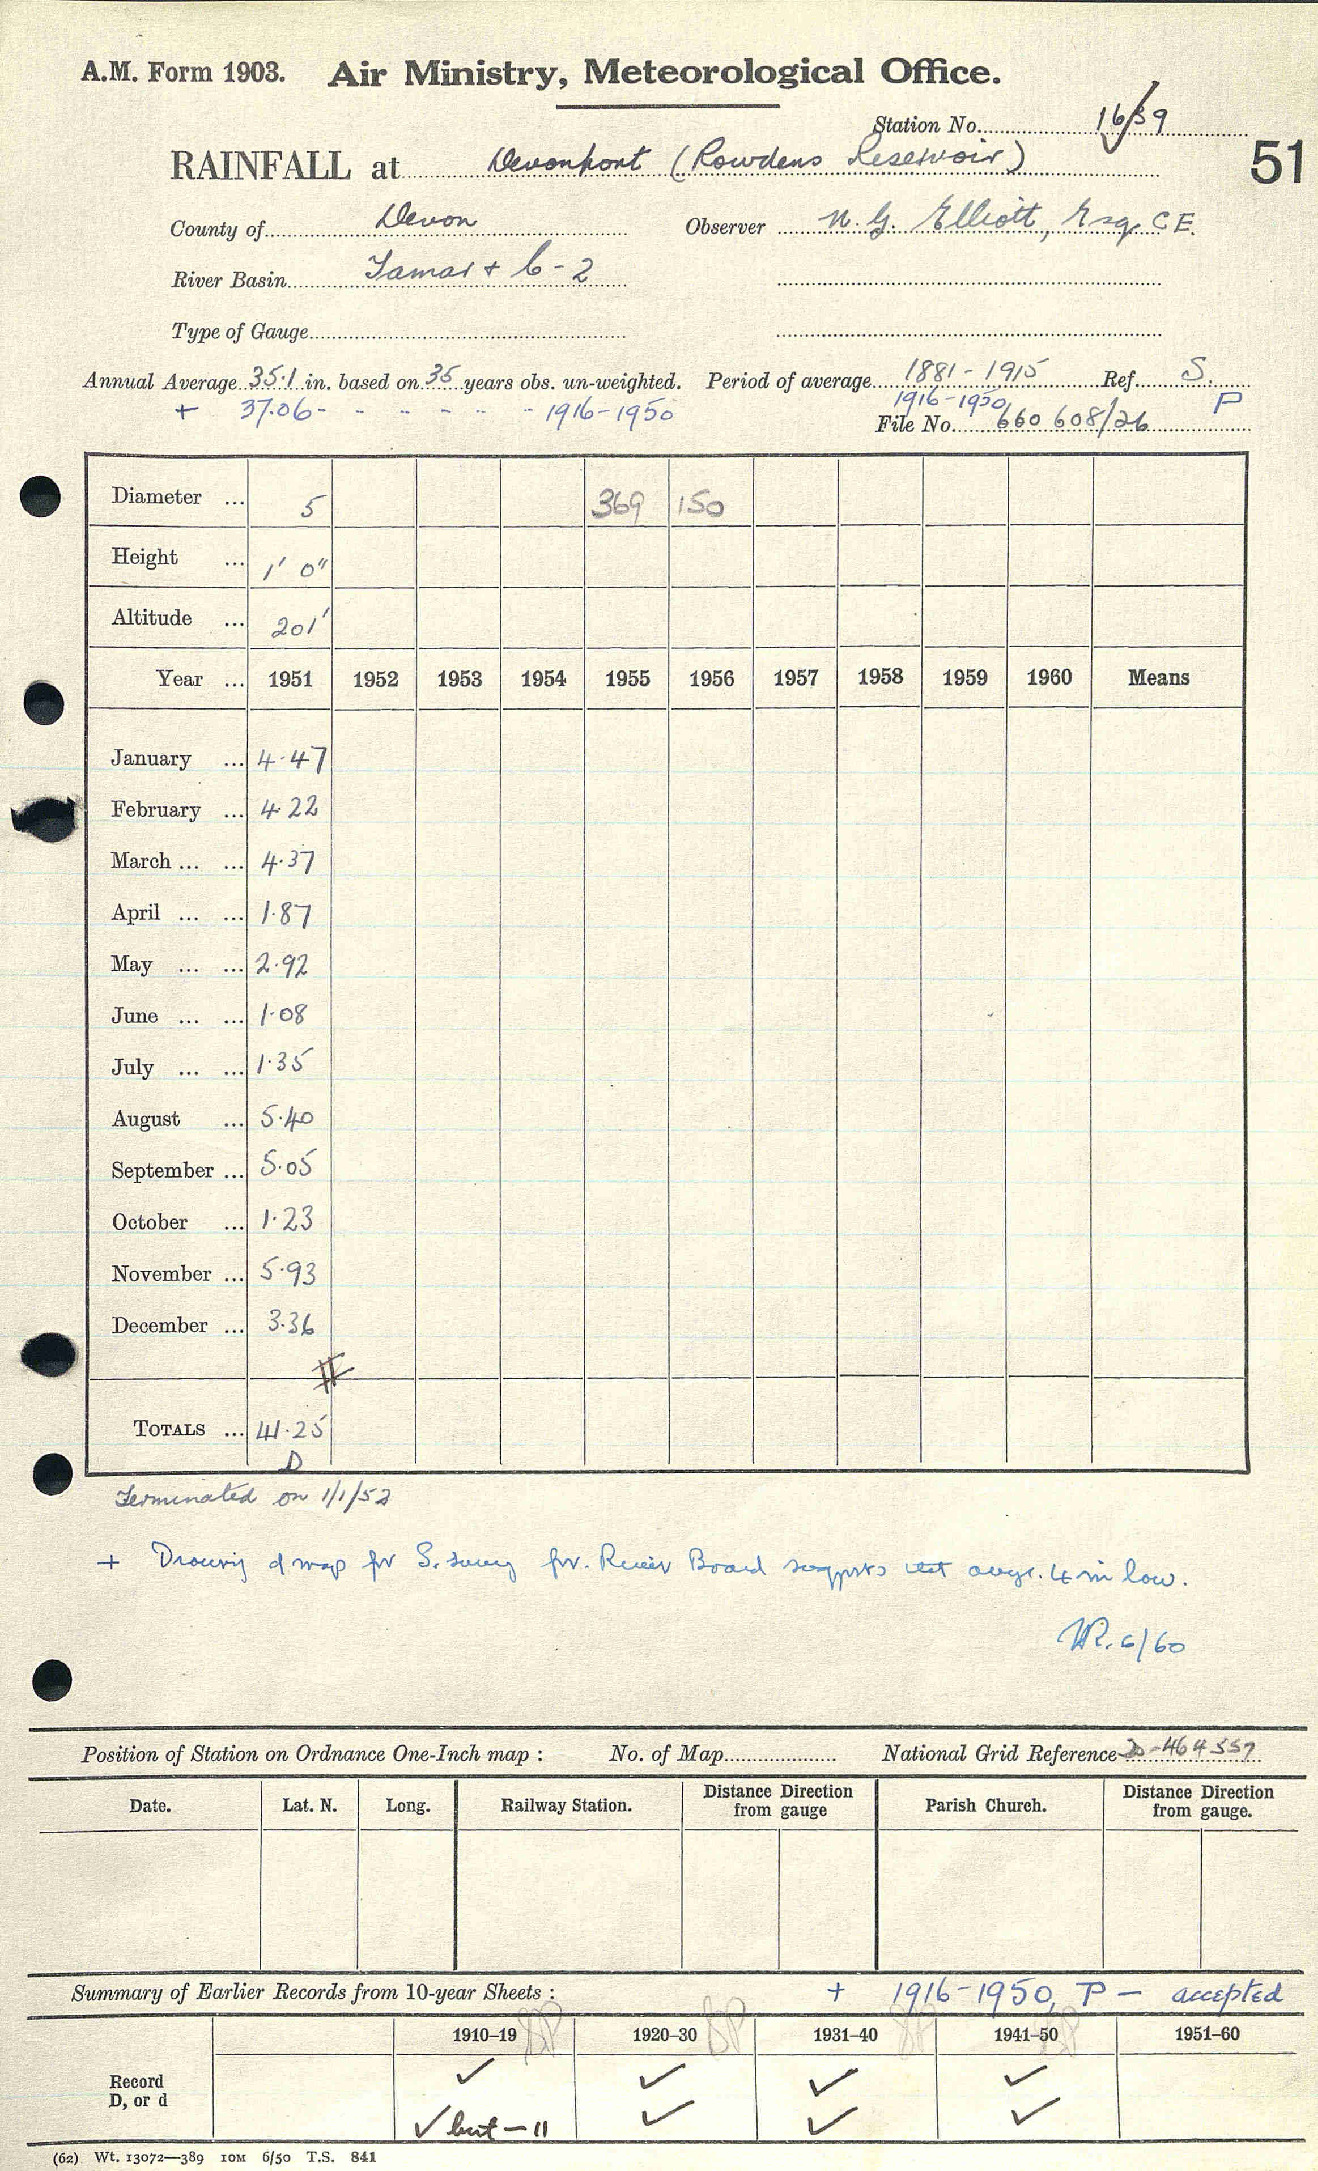 A.M. Form 1903. Air Ministry, Meteorological Office.
Station No. 1639
51
RAINFALL at Devonport (Rowdens Reservoir)
County of Devon Observer N. G. Elliott, Esq. C E.
River Basin Tamar + 6 - 2
Type of Gauge
Annual Average 35.1 in. based on 35 years obs. un-weighted. Period of average 1881 - 1915 Ref. S.
+ 37.06 - - - - - - 1916 - 1950 1916 - 1950 P
File No. 660 608/26
Diameter ... 5 369 150
Height ... 1' 0"
Altitude ... 201'
Year ... 1951 1952 1953 1954 1955 1956 1957 1958 1959 1960 Means
January ... 4.47
February ... 4.22
March ... ... 4.37
April ... ... 1.87
May ... ... 2.92
June ... ... 1.08
July ... ... 1.35
August ... 5.40
September ... 5.05
October ... 1.23
November ... 5.93
December ... 3.36
TOTALS ... 41.25
D
Terminated on 1/1/52
+ Drawing of map for S. Survey for River Board suggests that avge. 4 in low.
6/60
Position of Station on Ordnance One-Inch map : No. of Map National Grid Reference 20-464557
Date. Lat. N. Long. Railway Station. Distance Direction from gauge Parish Church. Distance Direction from gauge.
Summary of Earlier Records from 10-year Sheets : + 1916 - 1950, P - accepted
1910–19 1920–30 1931–40 1941–50 1951–60
Record ✓ ✓ ✓ ✓
D, or d ✓ but - 11 ✓ ✓ ✓
(62) Wt. 13072—389 10M 6/50 T.S. 841